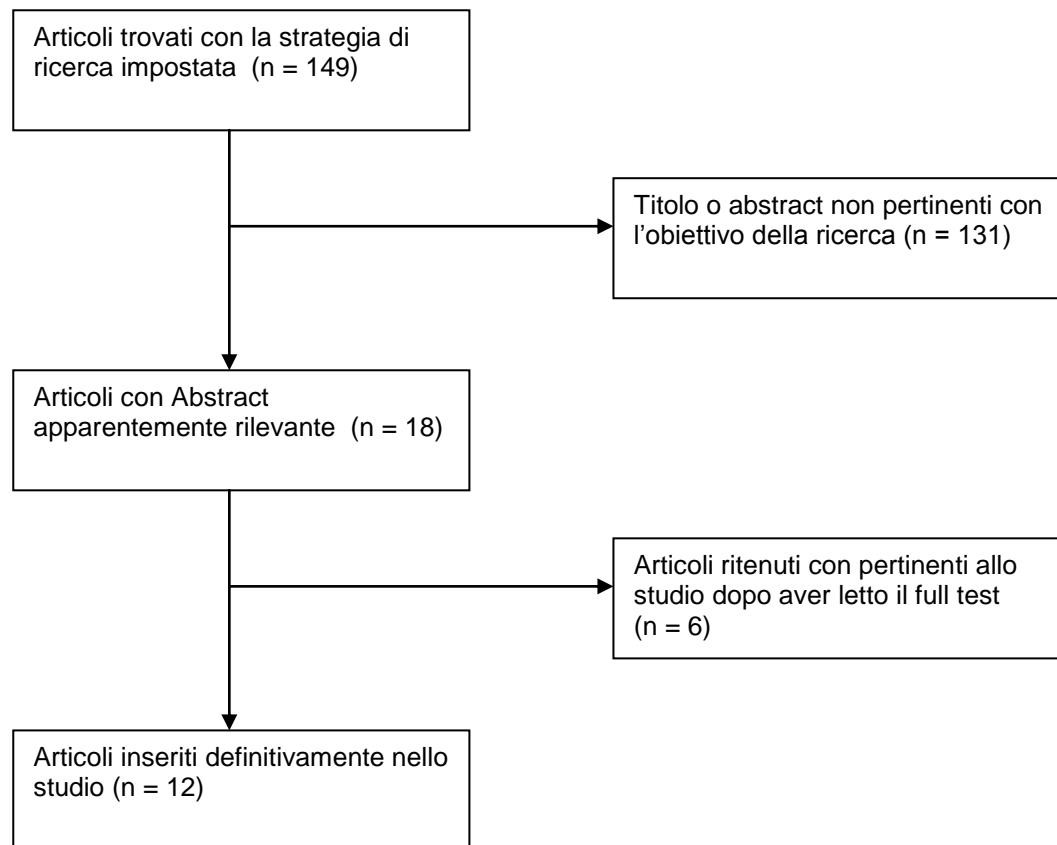 Articoli trovati con la strategia di
ricerca impostata  (n = 149)
Titolo o abstract non pertinenti con
l’obiettivo della ricerca (n = 131)
Articoli con Abstract
apparentemente rilevante  (n = 18)
Articoli ritenuti con pertinenti allo
studio dopo aver letto il full test
(n = 6)
Articoli inseriti definitivamente nello
studio (n = 12)